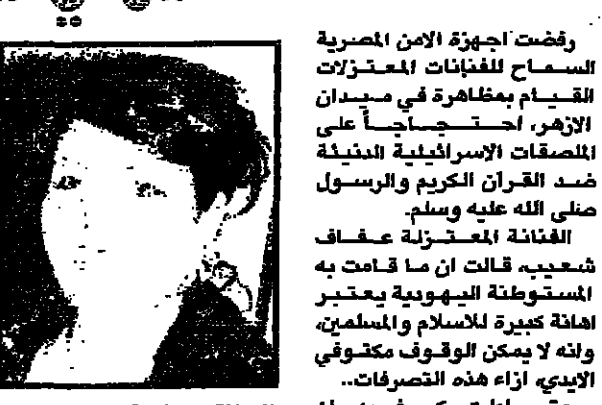 رفضت اجهزة الامن المصرية
السماح للفنانات المعتزلات
القيام بمظاهرة في ميدان
الازهر، احتجاجاً على
الملصقات الاسرائيلية الدنيئة
ضد القرآن الكريم والرسول
صلى الله عليه وسلم.
الفنانة المعتزلة عفاف
شعيب، قالت ان ما قامت به
المستوطنة اليهودية يعتبر
اهانة كبيرة للاسلام والمسلمين،
وانه لا يمكن الوقوف مكتوفي
الايدي، ازاء هذه التصرفات..